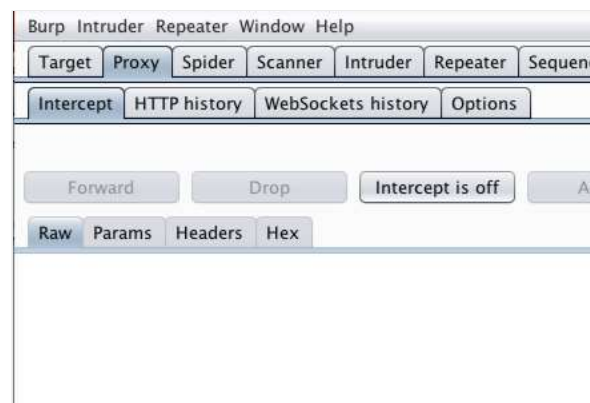 Burp Intruder Repeater Window Help
Target Proxy Spider Scanner Intruder Repeater
Intercept HTTP history WebSockets history Options
Forward Drop Intercept is off
Raw Params Headers Hex